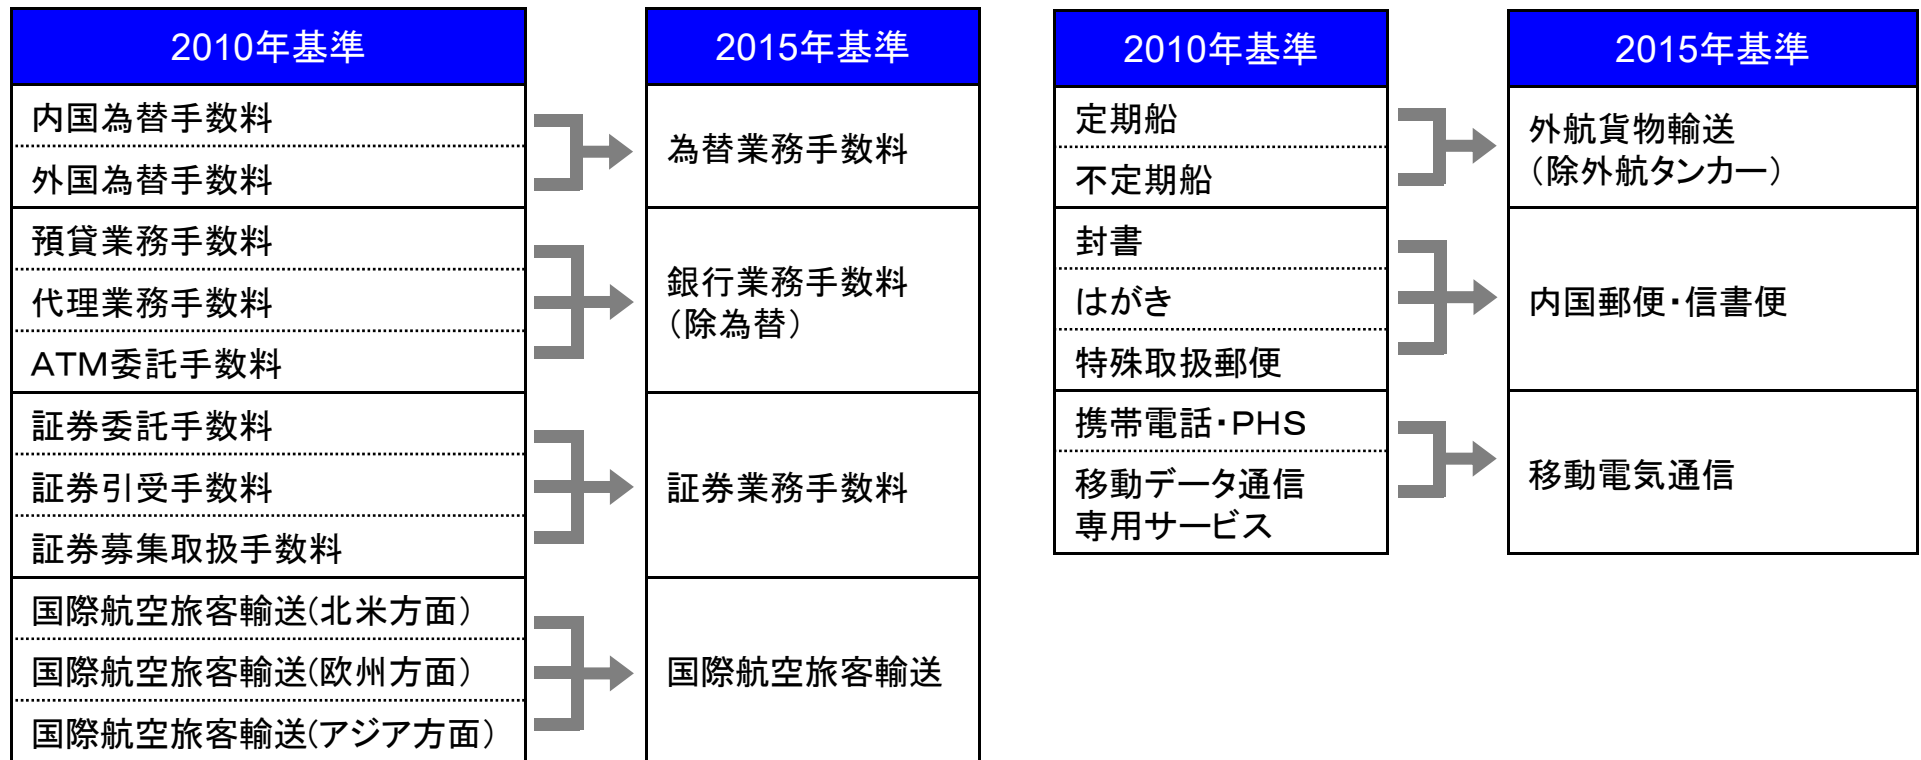 2010年基準
2015年基準
内国為替手数料
外国為替手数料
為替業務手数料
預貸業務手数料
代理業務手数料
ATM委託手数料
銀行業務手数料
（除為替）
証券委託手数料
証券引受手数料
証券募集取扱手数料
証券業務手数料
国際航空旅客輸送(北米方面）
国際航空旅客輸送(欧州方面）
国際航空旅客輸送(アジア方面）
国際航空旅客輸送
2010年基準
2015年基準
定期船
不定期船
外航貨物輸送
（除外航タンカー）
封書
はがき
特殊取扱郵便
内国郵便・信書便
携帯電話・PHS
移動データ通信
専用サービス
移動電気通信